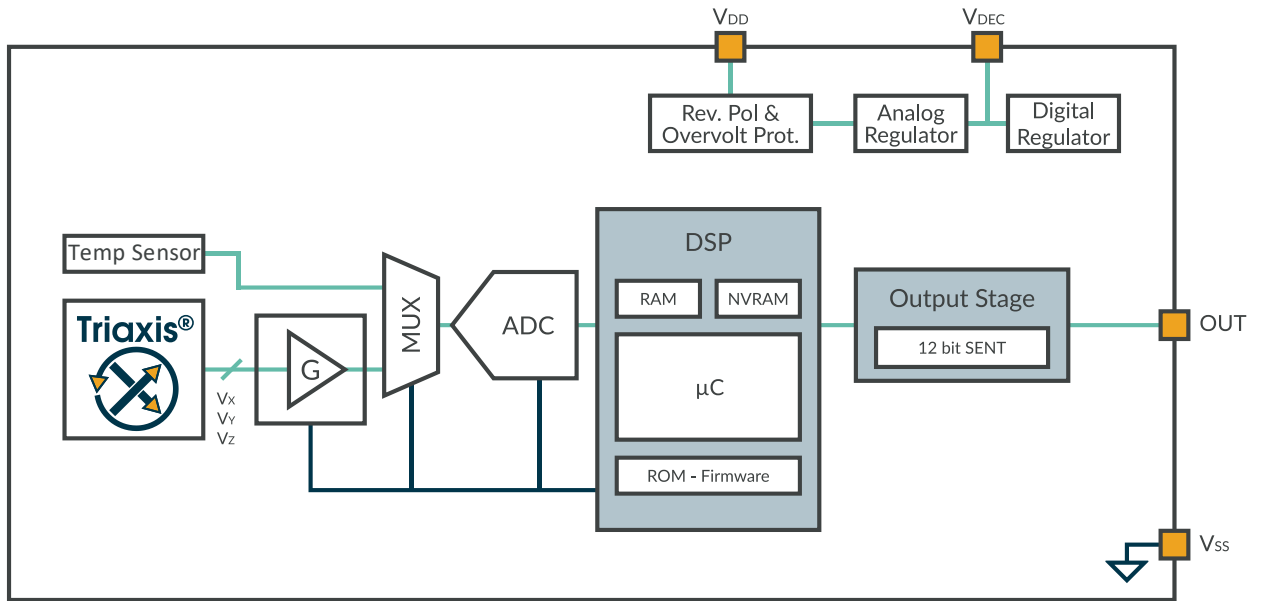 VDD
VDEC
Rev. Pol &
Overvolt Prot.
Analog
Regulator
Digital
Regulator
Temp Sensor
Triaxis®
VX
VY
VZ
G
MUX
ADC
DSP
RAM
NVRAM
µC
ROM - Firmware
Output Stage
12 bit SENT
OUT
VSS